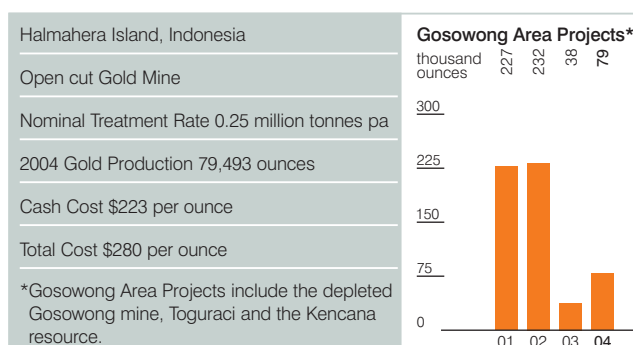 Halmahera Island, Indonesia
Open cut Gold Mine
Nominal Treatment Rate 0.25 million tonnes pa
2004 Gold Production 79,493 ounces
Cash Cost $223 per ounce
Total Cost $280 per ounce
*Gosowong Area Projects include the depleted
Gosowong mine, Toguraci and the Kencana
resource.
Gosowong Area Projects*
thousand
ounces
227 232 38 79
300
225
150
75
0
01 02 03 04